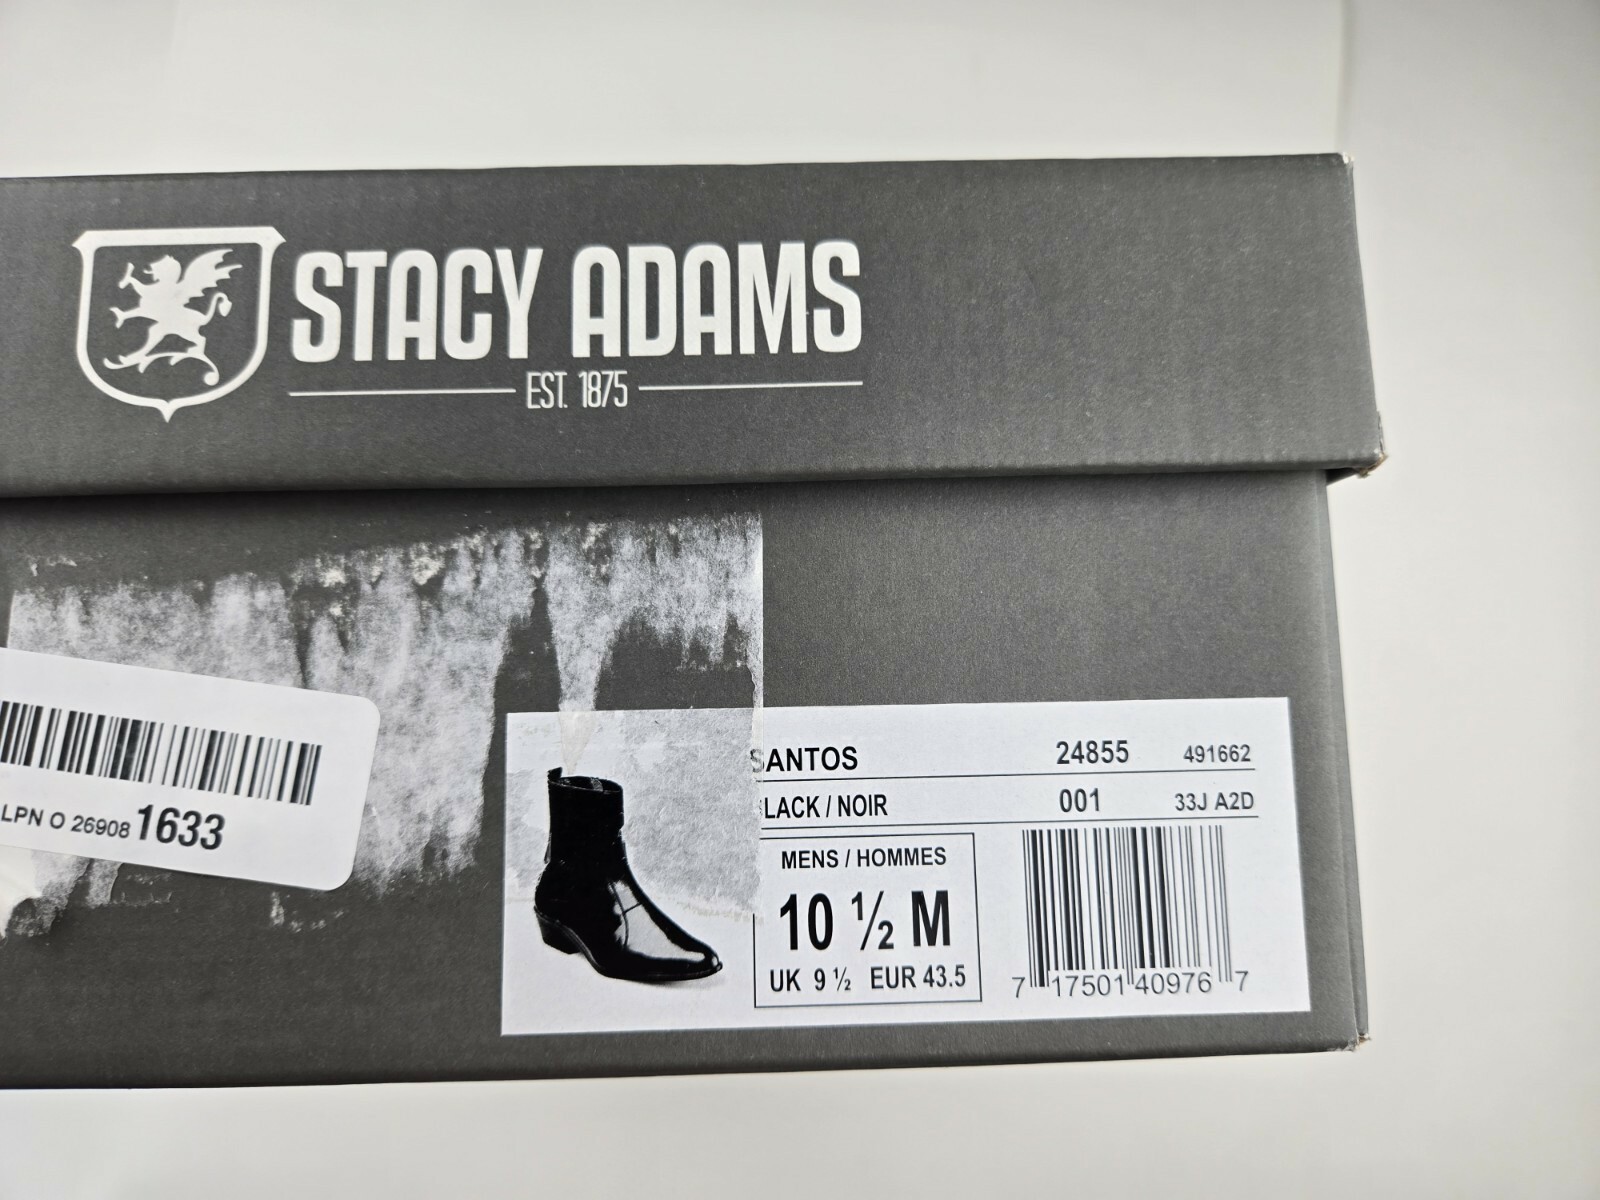 STACY ADAMS
EST. 1875
LPN O 26908 1633
SANTOS 24855 491662
LACK / NOIR 001 33J A2D
MENS / HOMMES
10 ½ M
UK 9 ½ EUR 43.5
7 17501 40976 7